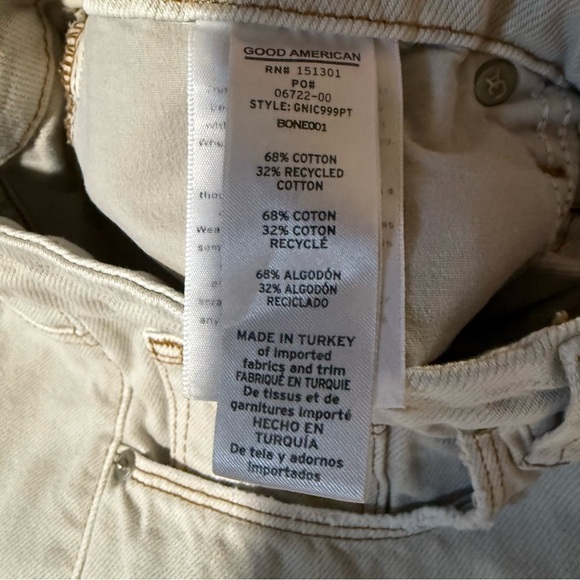 GOOD AMERICAN
RN# 151301
PO#
06722-00
STYLE: GNIC999PT
BONE001
68% COTTON
32% RECYCLED
COTTON
68% COTON
32% COTON
RECYCLÉ
68% ALGODÓN
32% ALGODÓN
RECICLADO
MADE IN TURKEY
of imported
fabrics and trim
FABRIQUÉ EN TURQUIE
De tissus et de
garnitures importé
HECHO EN
TURQUÍA
De tela y adornos
importados